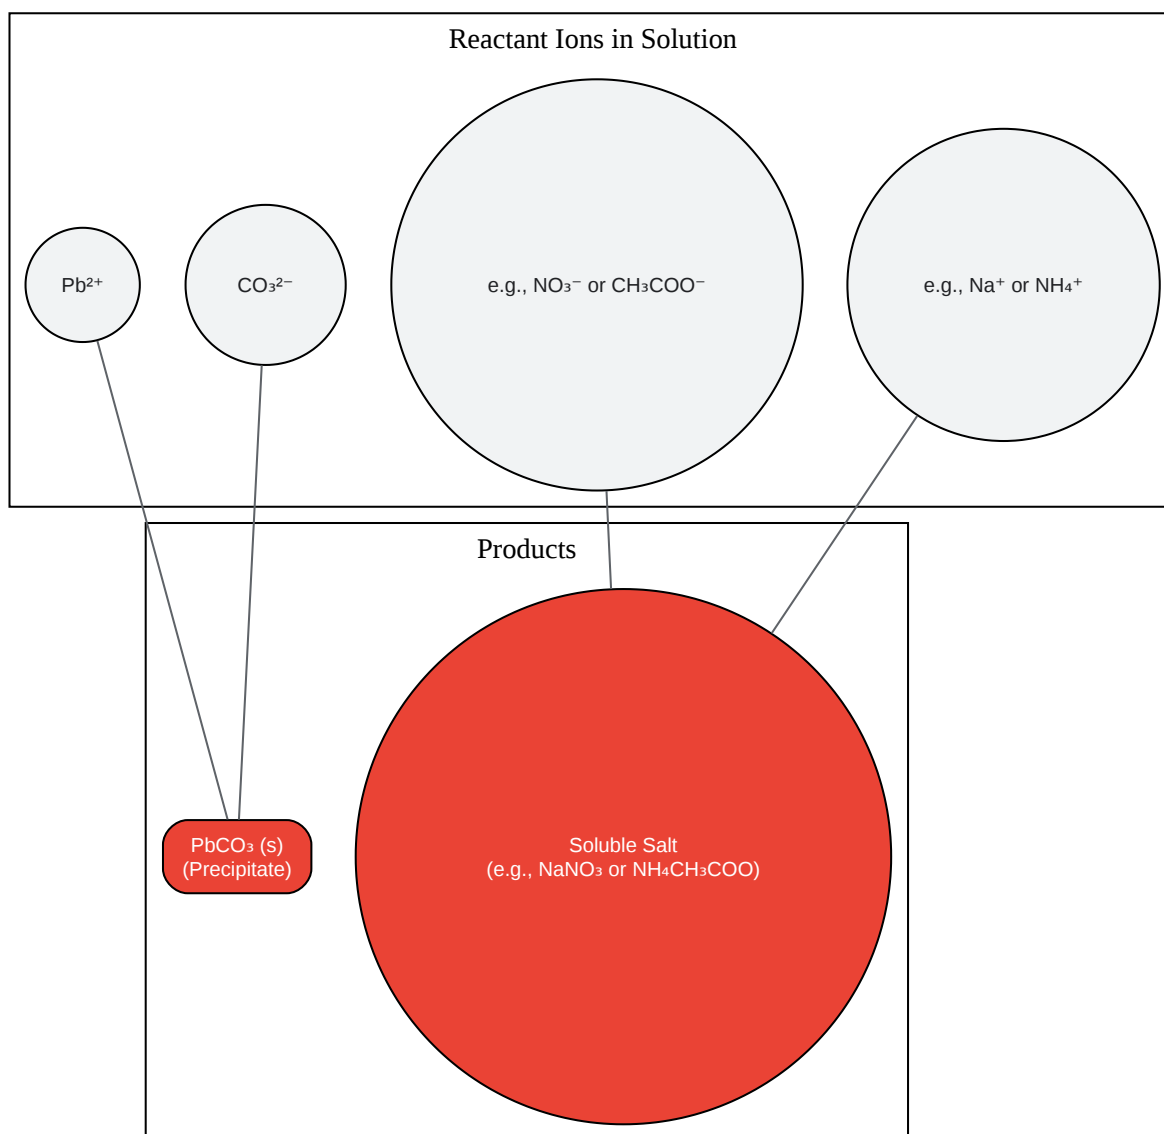 Reactant Ions in Solution
Pb²⁺
CO₃²⁻
e.g., NO₃⁻ or CH₃COO⁻
e.g., Na⁺ or NH₄⁺
Products
PbCO₃ (s)
(Precipitate)
Soluble Salt
(e.g., NaNO₃ or NH₄CH₃COO)